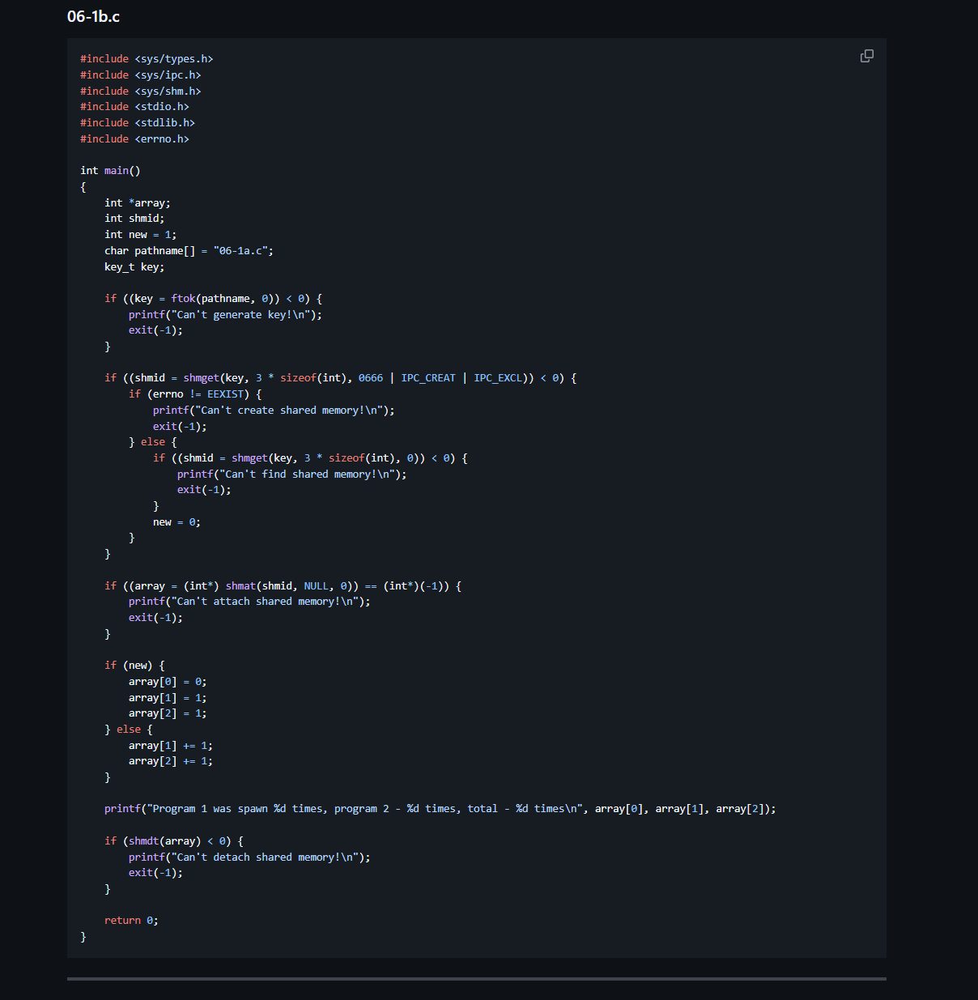 06-1b.c
#include <sys/types.h>
#include <sys/ipc.h>
#include <sys/shm.h>
#include <stdio.h>
#include <stdlib.h>
#include <errno.h>
int main()
{
    int *array;
    int shmid;
    int new = 1;
    char pathname[] = "06-1a.c";
    key_t key;
    if ((key = ftok(pathname, 0)) < 0) {
        printf("Can't generate key!\n");
        exit(-1);
    }
    if ((shmid = shmget(key, 3 * sizeof(int), 0666 | IPC_CREAT | IPC_EXCL)) < 0) {
        if (errno != EEXIST) {
            printf("Can't create shared memory!\n");
            exit(-1);
        } else {
            if ((shmid = shmget(key, 3 * sizeof(int), 0)) < 0) {
                printf("Can't find shared memory!\n");
                exit(-1);
            }
            new = 0;
        }
    }
    if ((array = (int*) shmat(shmid, NULL, 0)) == (int*)(-1)) {
        printf("Can't attach shared memory!\n");
        exit(-1);
    }
    if (new) {
        array[0] = 0;
        array[1] = 1;
        array[2] = 1;
    } else {
        array[1] += 1;
        array[2] += 1;
    }
    printf("Program 1 was spawn %d times, program 2 - %d times, total - %d times\n", array[0], array[1], array[2]);
    if (shmdt(array) < 0) {
        printf("Can't detach shared memory!\n");
        exit(-1);
    }
    return 0;
}